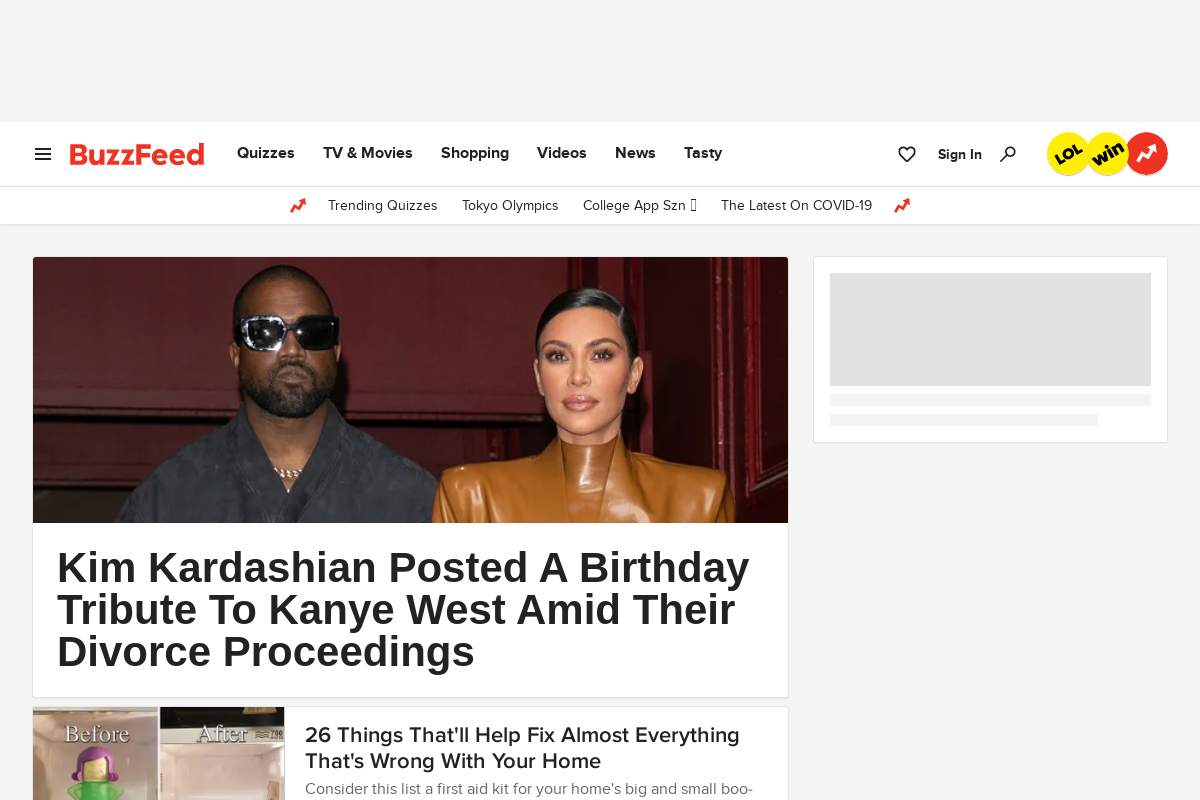 BuzzFeed Quizzes TV & Movies Shopping Videos News Tasty Sign In LOL win
Trending Quizzes Tokyo Olympics College App Szn The Latest On COVID-19
Kim Kardashian Posted A Birthday
Tribute To Kanye West Amid Their
Divorce Proceedings
Before After
26 Things That'll Help Fix Almost Everything
That's Wrong With Your Home
Consider this list a first aid kit for your home's big and small boo-